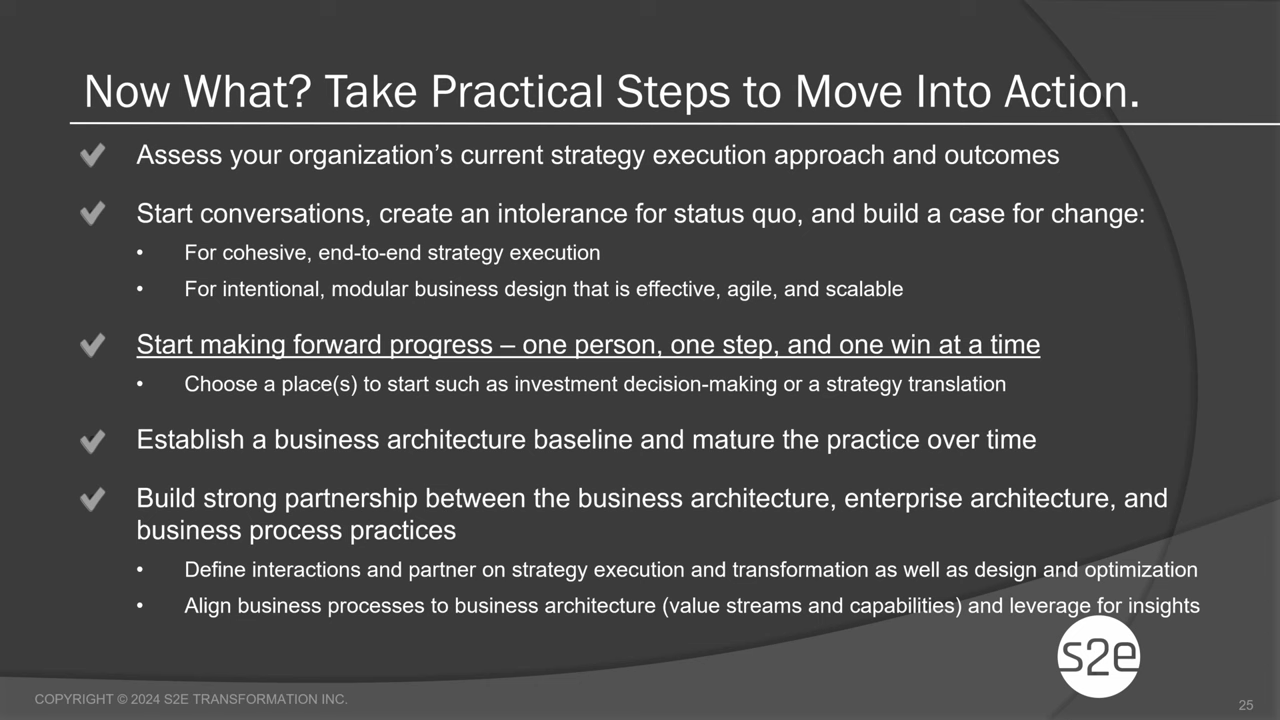 Now What? Take Practical Steps to Move Into Action.
Assess your organization’s current strategy execution approach and outcomes
Start conversations, create an intolerance for status quo, and build a case for change:
• For cohesive, end-to-end strategy execution
• For intentional, modular business design that is effective, agile, and scalable
Start making forward progress – one person, one step, and one win at a time
• Choose a place(s) to start such as investment decision-making or a strategy translation
Establish a business architecture baseline and mature the practice over time
Build strong partnership between the business architecture, enterprise architecture, and
business process practices
• Define interactions and partner on strategy execution and transformation as well as design and optimization
• Align business processes to business architecture (value streams and capabilities) and leverage for insights
s2e
COPYRIGHT © 2024 S2E TRANSFORMATION INC.
25